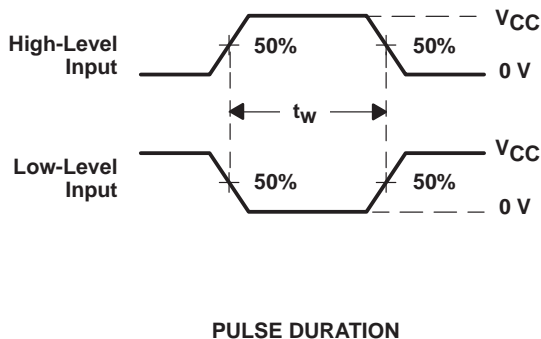 VCC
High-Level
Input
50%
50%
0 V
tw
Low-Level
Input
VCC
50%
50%
0 V
PULSE DURATION